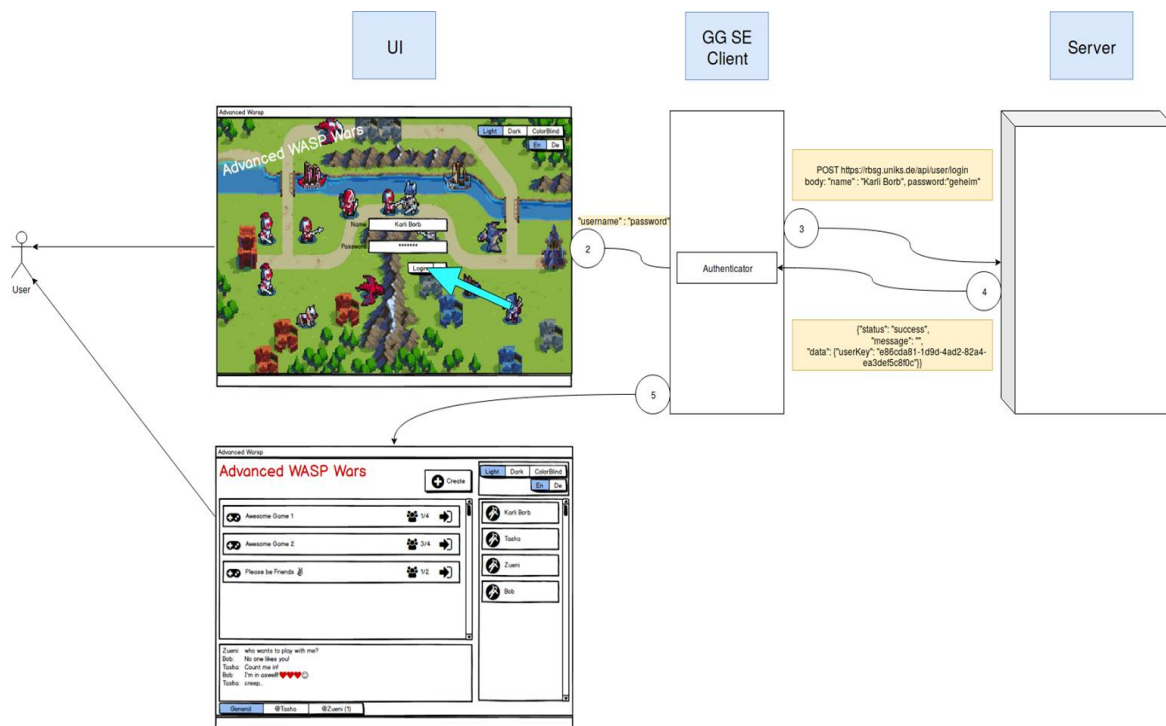 UI
GG SE
Client
Server
Advanced Warsp
Advanced WASP Wars
Light Dark ColorBlind
En De
Name Karli Borb
Password *******
"username" : "password"
2
User
Authenticator
POST https://rbsg.uniks.de/api/user/login
body: "name" : "Karli Borb", password:"geheim"
3
4
{"status": "success",
"message": "",
"data": {"userKey": "e86cda81-1d9d-4ad2-82a4-
ea3def5c8f0c"}}
5
Advanced Warsp
Advanced WASP Wars
Create
Light Dark ColorBlind
En De
Awesome Game 1 1/4
Awesome Game 2 3/4
Please be Friends ✌ 1/2
Karli Borb
Tasha
Zueni
Bob
Zueni: who wants to play with me?
Bob: No one likes you!
Tasha: Count me in!
Bob: I'm in aswell!❤❤❤☺
Tasha: creep..
General @Tasha @Zueni (1)